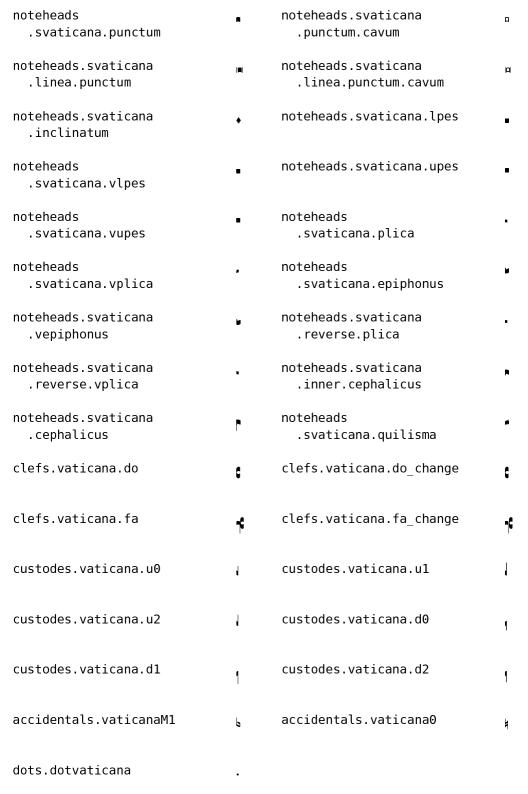 noteheads
.svaticana.punctum
noteheads.svaticana
.punctum.cavum
noteheads.svaticana
.linea.punctum
noteheads.svaticana
.linea.punctum.cavum
noteheads.svaticana
.inclinatum
noteheads.svaticana.lpes
noteheads
.svaticana.vlpes
noteheads.svaticana.upes
noteheads
.svaticana.vupes
noteheads
.svaticana.plica
noteheads
.svaticana.vplica
noteheads
.svaticana.epiphonus
noteheads.svaticana
.vepiphonus
noteheads.svaticana
.reverse.plica
noteheads.svaticana
.reverse.vplica
noteheads.svaticana
.inner.cephalicus
noteheads.svaticana
.cephalicus
noteheads
.svaticana.quilisma
clefs.vaticana.do
clefs.vaticana.do_change
clefs.vaticana.fa
clefs.vaticana.fa_change
custodes.vaticana.u0
custodes.vaticana.u1
custodes.vaticana.u2
custodes.vaticana.d0
custodes.vaticana.d1
custodes.vaticana.d2
accidentals.vaticanaM1
accidentals.vaticana0
dots.dotvaticana